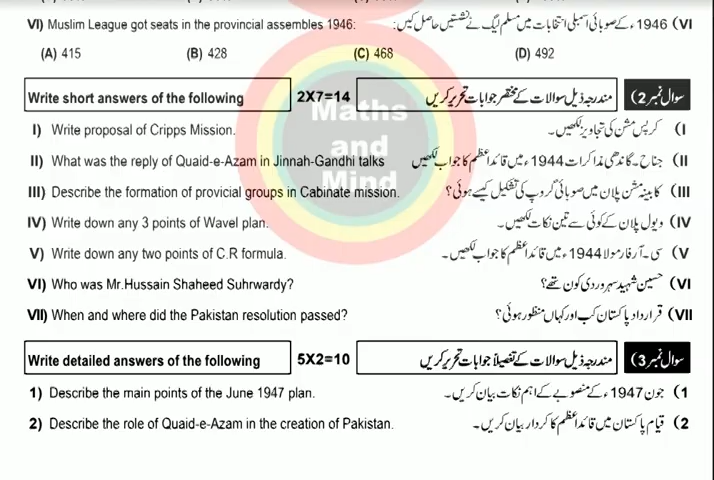 VI) Muslim League got seats in the provincial assembles 1946: VI) 1946ء کے صوبائی اسمبلی انتخابات میں مسلم لیگ نے نشستیں حاصل کیں:
(A) 415 (B) 428 (C) 468 (D) 492
Write short answers of the following 2X7=14 مندرجہ ذیل سوالات کے مختصر جوابات تحریر کریں سوال نمبر 2)
I) Write proposal of Cripps Mission. I) کرپس مشن کی تجاویز لکھیں۔
II) What was the reply of Quaid-e-Azam in Jinnah-Gandhi talks II) جناح۔گاندھی مذاکرات 1944ء میں قائداعظم کا جواب لکھیں
III) Describe the formation of provicial groups in Cabinate mission. III) کابینہ مشن پلان میں صوبائی گروپ کی تشکیل کیسے ہوئی؟
IV) Write down any 3 points of Wavel plan. IV) ویول پلان کے کوئی سے تین نکات لکھیں۔
V) Write down any two points of C.R formula. V) سی۔آر فارمولا 1944ء میں قائداعظم کا جواب لکھیں۔
VI) Who was Mr.Hussain Shaheed Suhrwardy? VI) حسین شہید سہروردی کون تھے؟
VII) When and where did the Pakistan resolution passed? VII) قرارداد پاکستان کب اور کہاں منظور ہوئی؟
Write detailed answers of the following 5X2=10 مندرجہ ذیل سوالات کے تفصیلاً جوابات تحریر کریں سوال نمبر 3)
1) Describe the main points of the June 1947 plan. 1) جون 1947ء کے منصوبے کے اہم نکات بیان کریں۔
2) Describe the role of Quaid-e-Azam in the creation of Pakistan. 2) قیام پاکستان میں قائداعظم کا کردار بیان کریں۔
Maths
and
Mind